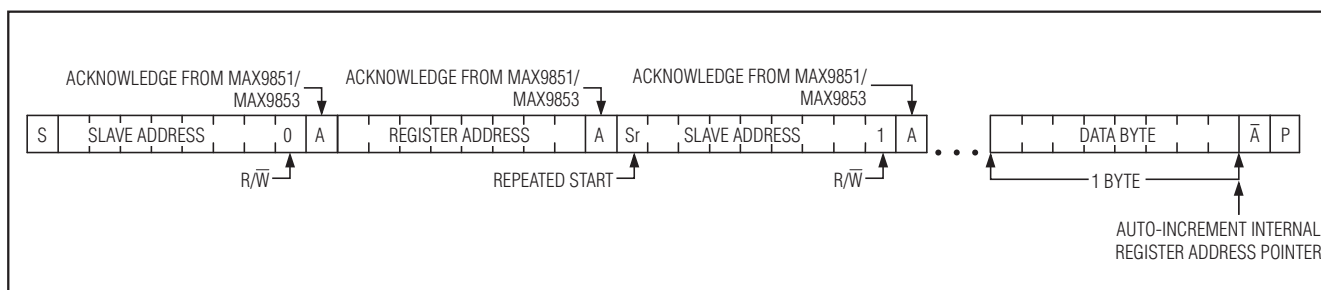 ACKNOWLEDGE FROM MAX9851/
MAX9853
ACKNOWLEDGE FROM MAX9851/
MAX9853
ACKNOWLEDGE FROM MAX9851/
MAX9853
S SLAVE ADDRESS 0 A REGISTER ADDRESS A Sr SLAVE ADDRESS 1 A ... DATA BYTE A̅ P
R/W̅ REPEATED START R/W̅ 1 BYTE
AUTO-INCREMENT INTERNAL
REGISTER ADDRESS POINTER